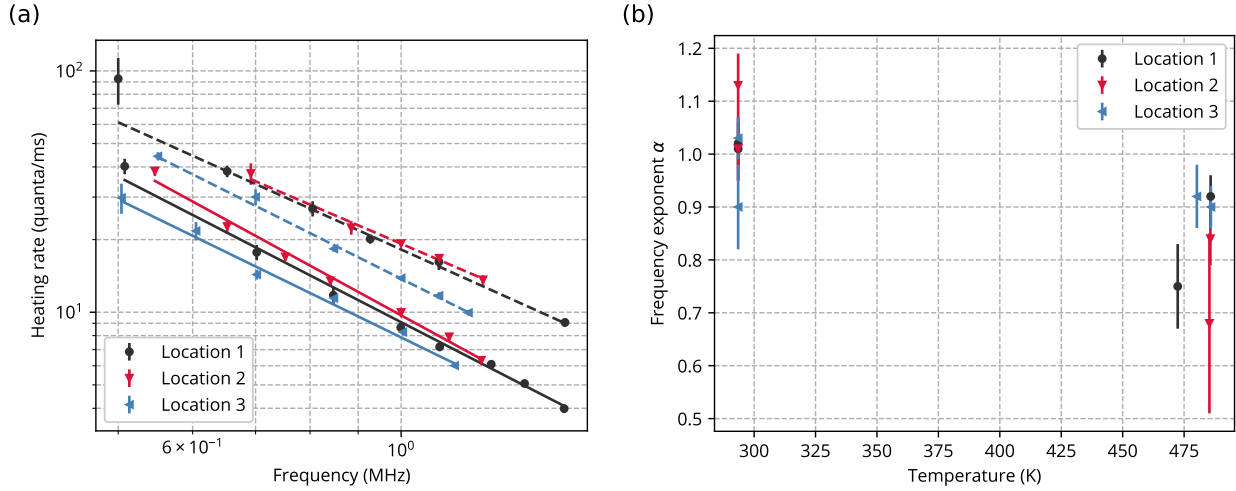 (a)
Heating rate (quanta/ms)
10²
10¹
Location 1
Location 2
Location 3
6 × 10⁻¹
10⁰
Frequency (MHz)
(b)
Frequency exponent α
1.2
1.1
1.0
0.9
0.8
0.7
0.6
0.5
Location 1
Location 2
Location 3
300 325 350 375 400 425 450 475
Temperature (K)